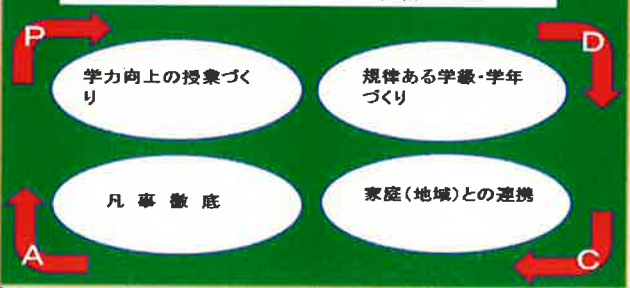 P
D
学力向上の授業づく
り
規律ある学級・学年
づくり
凡事徹底
家庭(地域)との連携
A
C